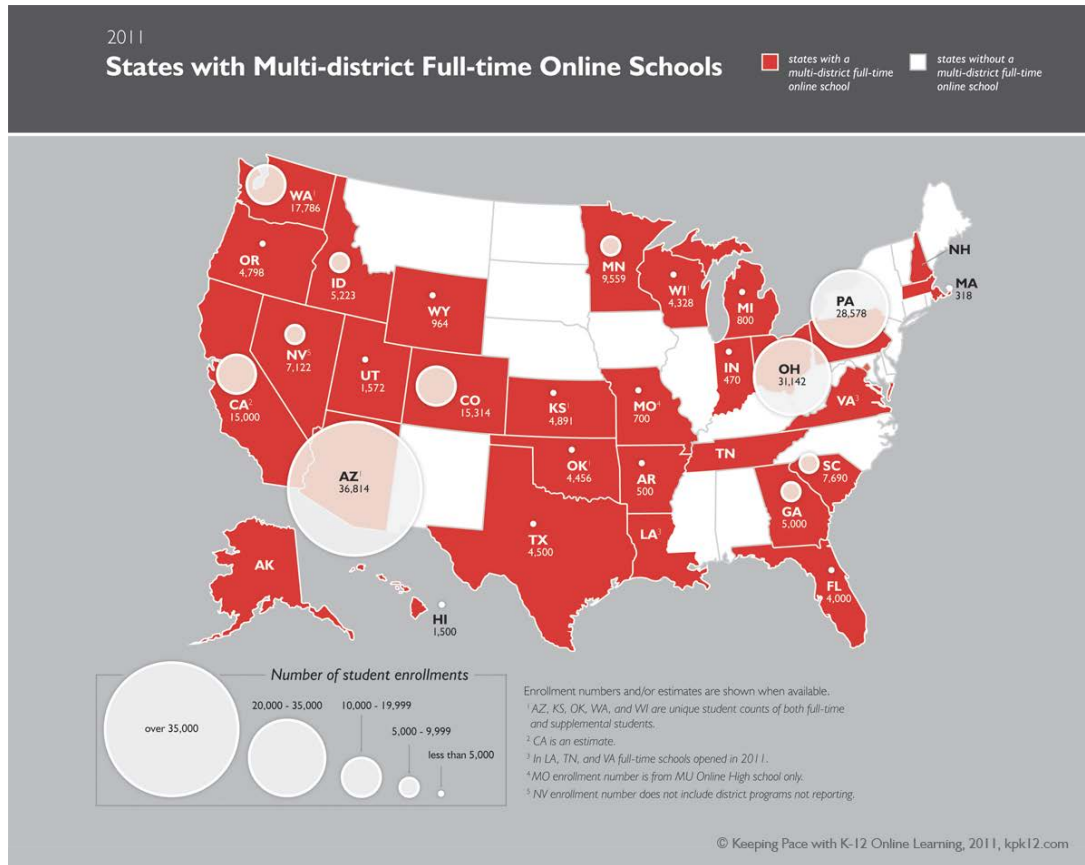 2011
States with Multi-district Full-time Online Schools
states with a
multi-district full-time
online school
states without a
multi-district full-time
online school
WA¹
17,786
OR
4,798
ID
5,223
MN
9,559
WI¹
4,328
MI
800
NH
MA
318
PA
28,578
WY
964
NV⁵
7,122
UT
1,572
CO
15,314
CA²
15,000
KS¹
4,891
MO⁴
700
IN
470
OH
31,142
VA³
AZ¹
36,814
OK¹
4,456
AR
500
TN
SC
7,690
GA
5,000
TX
4,500
LA³
FL
4,000
AK
HI
1,500
Number of student enrollments
over 35,000
20,000 - 35,000
10,000 - 19,999
5,000 - 9,999
less than 5,000
Enrollment numbers and/or estimates are shown when available.
¹ AZ, KS, OK, WA, and WI are unique student counts of both full-time
and supplemental students.
² CA is an estimate.
³ In LA, TN, and VA full-time schools opened in 2011.
⁴ MO enrollment number is from MU Online High school only.
⁵ NV enrollment number does not include district programs not reporting.
© Keeping Pace with K-12 Online Learning, 2011, kpk12.com